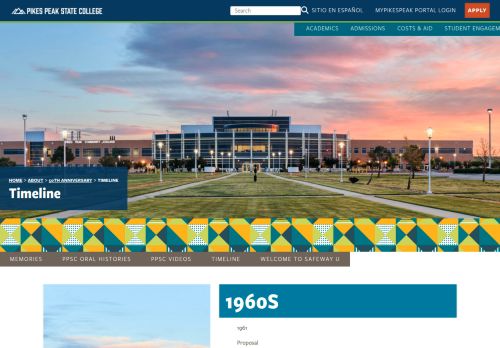 PIKES PEAK STATE COLLEGE
Search
SITIO EN ESPAÑOL
MYPIKESPEAK PORTAL LOGIN
APPLY
ACADEMICS ADMISSIONS COSTS & AID STUDENT ENGAGEM
HOME > ABOUT > 50TH ANNIVERSARY > TIMELINE
Timeline
MEMORIES PPSC ORAL HISTORIES PPSC VIDEOS TIMELINE WELCOME TO SAFEWAY U
1960S
1961
Proposal